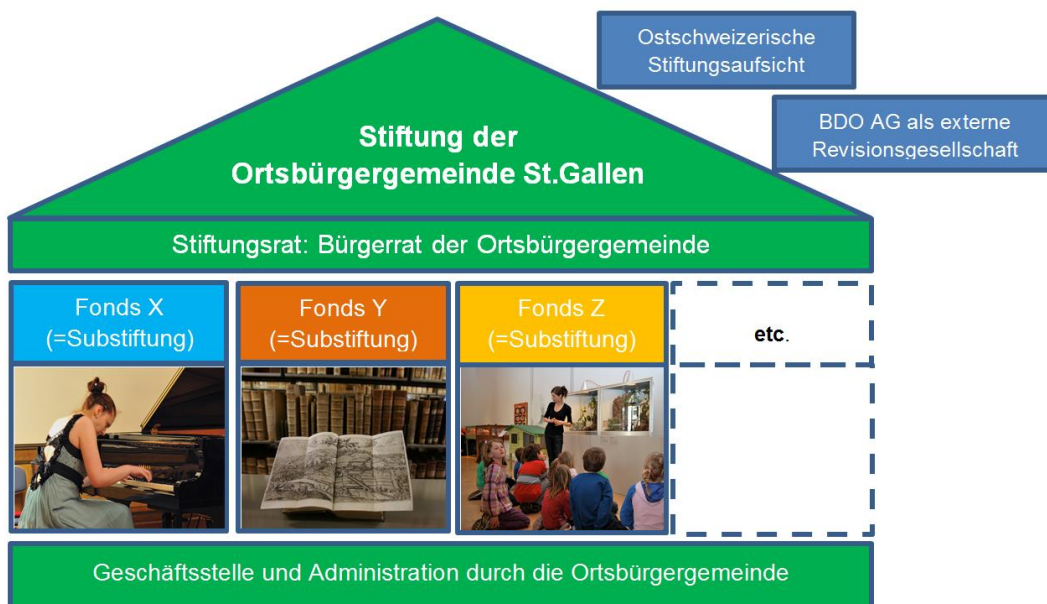 Ostschweizerische
Stiftungsaufsicht
BDO AG als externe
Revisionsgesellschaft
Stiftung der
Ortsbürgergemeinde St.Gallen
Stiftungsrat: Bürgerrat der Ortsbürgergemeinde
Fonds X
(=Substiftung)
Fonds Y
(=Substiftung)
Fonds Z
(=Substiftung)
etc.
Geschäftsstelle und Administration durch die Ortsbürgergemeinde